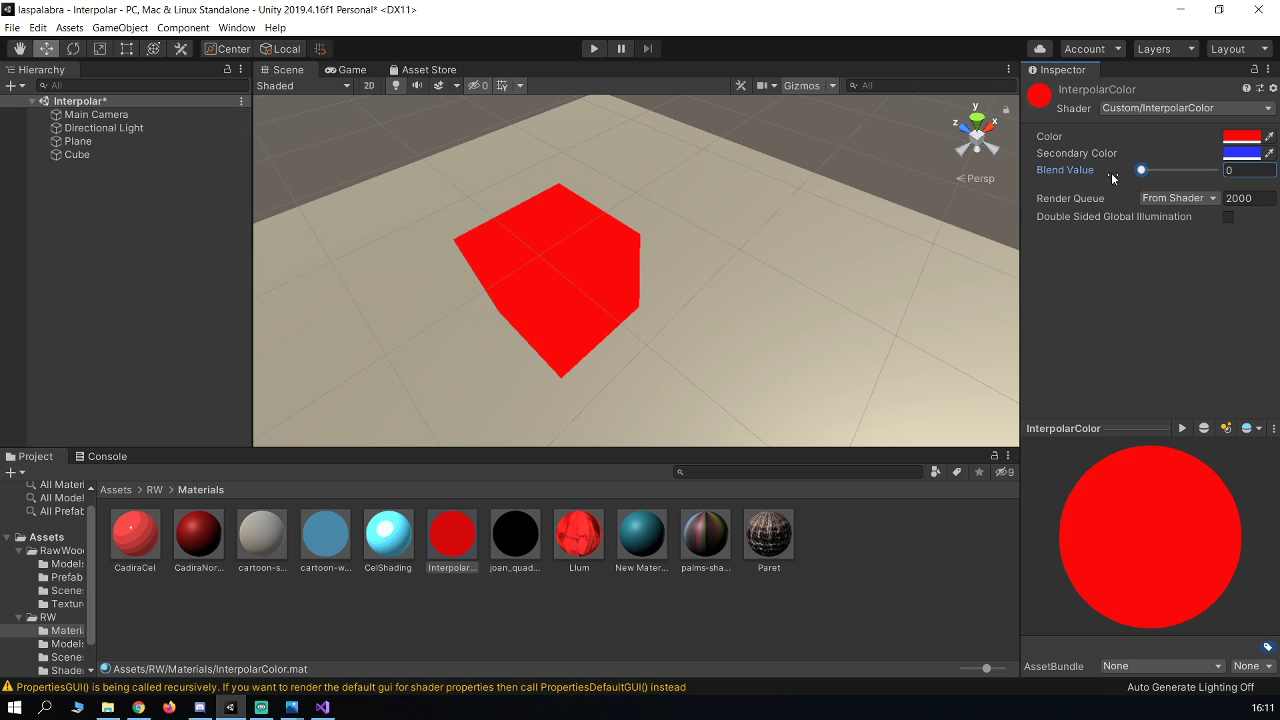 laspalabra - Interpolar - PC, Mac & Linux Standalone - Unity 2019.4.16f1 Personal* <DX11>
File Edit Assets GameObject Component Window Help
Center Local Account Layers Layout
Hierarchy Scene Game Asset Store Inspector
All Shaded 2D 0 Gizmos All InterpolarColor
Interpolar* Shader Custom/InterpolarColor
Main Camera
Directional Light
Plane
Cube
y
z x
Persp
Color
Secondary Color
Blend Value 0
Render Queue From Shader 2000
Double Sided Global Illumination
InterpolarColor
Project Console
9
All Materi
All Model
All Prefab
Assets
RawWoo
Model:
Prefab
Scene:
Textur
RW
Materi
Model:
Scene:
Shade
Assets > RW > Materials
CadiraCel CadiraNor... cartoon-s... cartoon-w... CelShading Interpolar... joan_quad... Llum New Mater... palms-sha... Paret
Assets/RW/Materials/InterpolarColor.mat
AssetBundle None None
PropertiesGUI() is being called recursively. If you want to render the default gui for shader properties then call PropertiesDefaultGUI() instead
Auto Generate Lighting Off
16:11